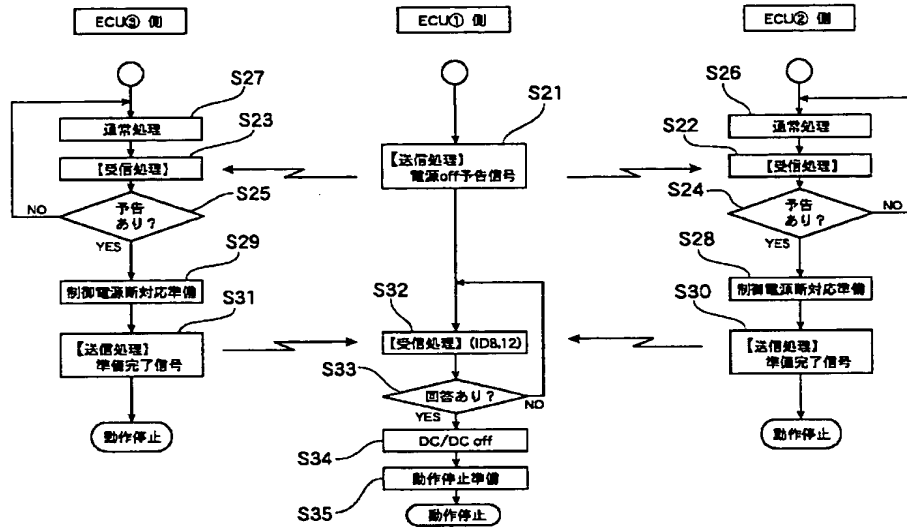 ECU③ 側
S27
通常処理
S23
【受信処理】
S25
予告
あり？
NO
YES
S29
制御電源断対応準備
S31
【送信処理】
準備完了信号
動作停止
ECU① 側
S21
【送信処理】
電源off予告信号
S32
【受信処理】(ID8,12)
S33
回答あり？
NO
YES
DC/DC off
S34
動作停止準備
S35
動作停止
ECU② 側
S26
通常処理
S22
【受信処理】
S24
予告
あり？
NO
YES
S28
制御電源断対応準備
S30
【送信処理】
準備完了信号
動作停止